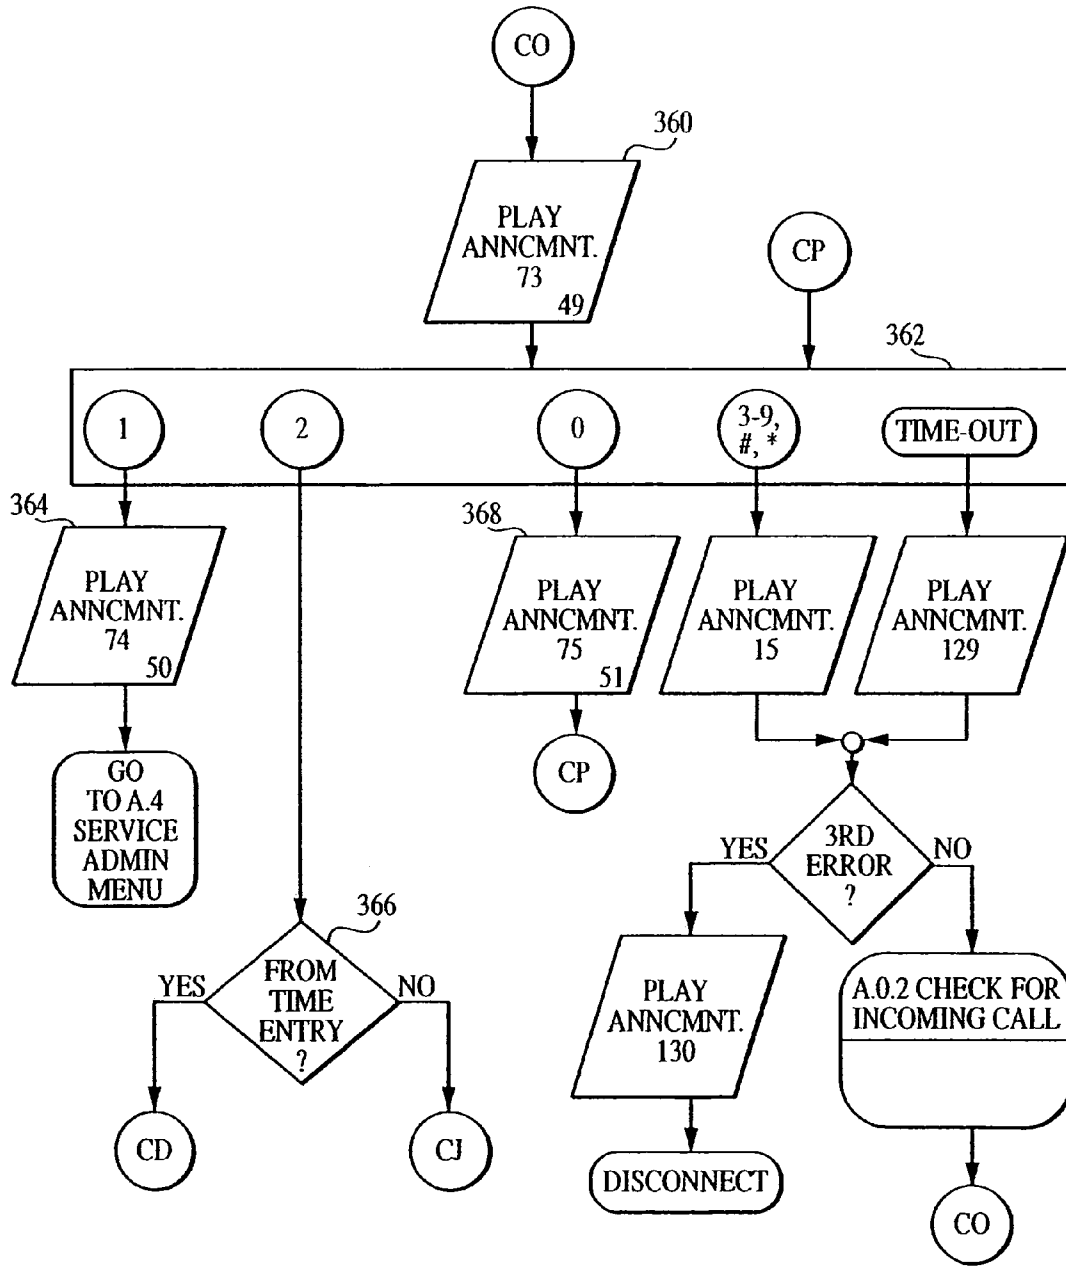 CO
360
PLAY
ANNCMNT.
73
49
CP
362
1
2
0
3-9,
#, *
TIME-OUT
364
PLAY
ANNCMNT.
74
50
368
PLAY
ANNCMNT.
75
51
PLAY
ANNCMNT.
15
PLAY
ANNCMNT.
129
GO
TO A.4
SERVICE
ADMIN
MENU
CP
YES
3RD
ERROR
?
NO
366
YES
FROM
TIME
ENTRY
?
NO
PLAY
ANNCMNT.
130
A.0.2 CHECK FOR
INCOMING CALL
CD
CJ
DISCONNECT
CO